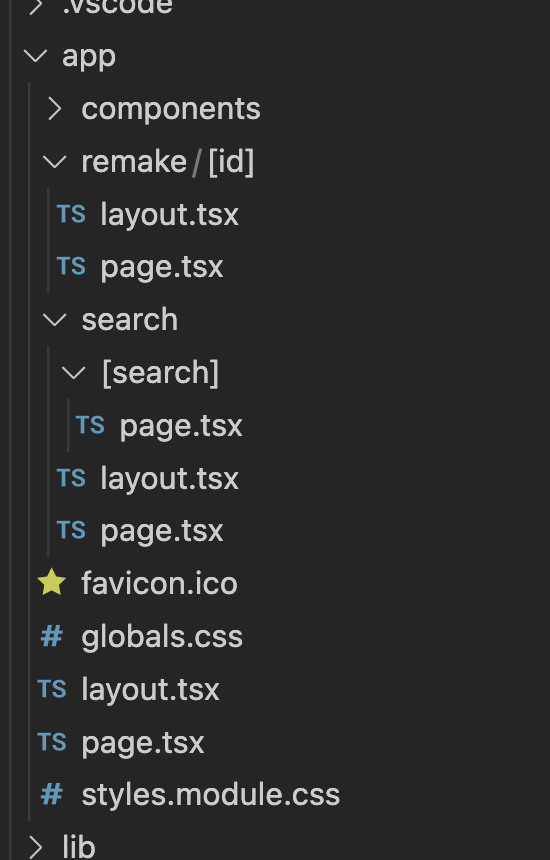 .vscode
app
components
remake/[id]
TS layout.tsx
TS page.tsx
search
[search]
TS page.tsx
TS layout.tsx
TS page.tsx
favicon.ico
# globals.css
TS layout.tsx
TS page.tsx
# styles.module.css
lib